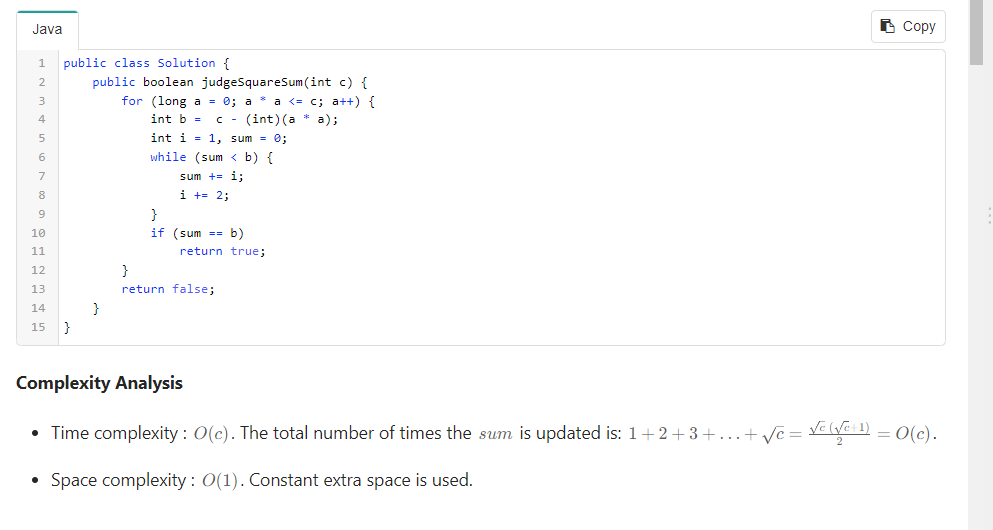 Java
Copy
1 public class Solution {
2     public boolean judgeSquareSum(int c) {
3         for (long a = 0; a * a <= c; a++) {
4             int b =  c - (int)(a * a);
5             int i = 1, sum = 0;
6             while (sum < b) {
7                 sum += i;
8                 i += 2;
9             }
10             if (sum == b)
11                 return true;
12         }
13         return false;
14     }
15 }
Complexity Analysis
• Time complexity : O(c). The total number of times the sum is updated is: 1 + 2 + 3 + ... + √c = √c (√c+1)/2 = O(c).
• Space complexity : O(1). Constant extra space is used.